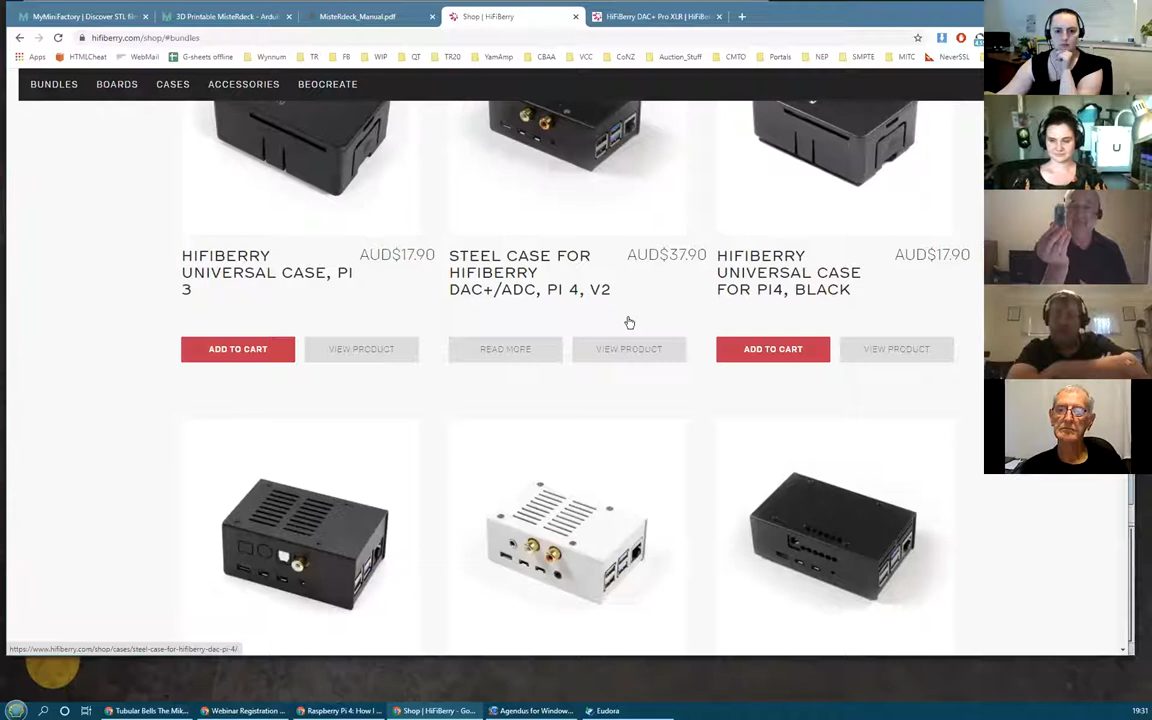 MyMiniFactory | Discover STL fil
3D Printable MisteRdeck - Ardui
MisteRdeck_Manual.pdf
Shop | HiFiBerry
HiFiBerry DAC+ Pro XLR | HiFiBe
hifiberry.com/shop/#bundles
Apps
HTMLCheat
WebMail
G-sheets offline
Wynnum
TR
FB
WIP
QT
TR20
YamAmp
CBAA
VCC
CoNZ
Auction_Stuff
CMTO
Portals
NEP
SMPTE
MITC
NeverSSL
BUNDLES BOARDS CASES ACCESSORIES BEOCREATE
HIFIBERRY
UNIVERSAL CASE, PI
3
AUD$17.90
STEEL CASE FOR
HIFIBERRY
DAC+/ADC, PI 4, V2
AUD$37.90
HIFIBERRY
UNIVERSAL CASE
FOR PI4, BLACK
AUD$17.90
ADD TO CART
VIEW PRODUCT
READ MORE
VIEW PRODUCT
ADD TO CART
VIEW PRODUCT
U
https://www.hifiberry.com/shop/cases/steel-case-for-hifiberry-dac-pi-4/
Tubular Bells The Mik...
Webinar Registration ...
Raspberry Pi 4: How I ...
Shop | HiFiBerry - Go...
Agendus for Window...
Eudora
19:31